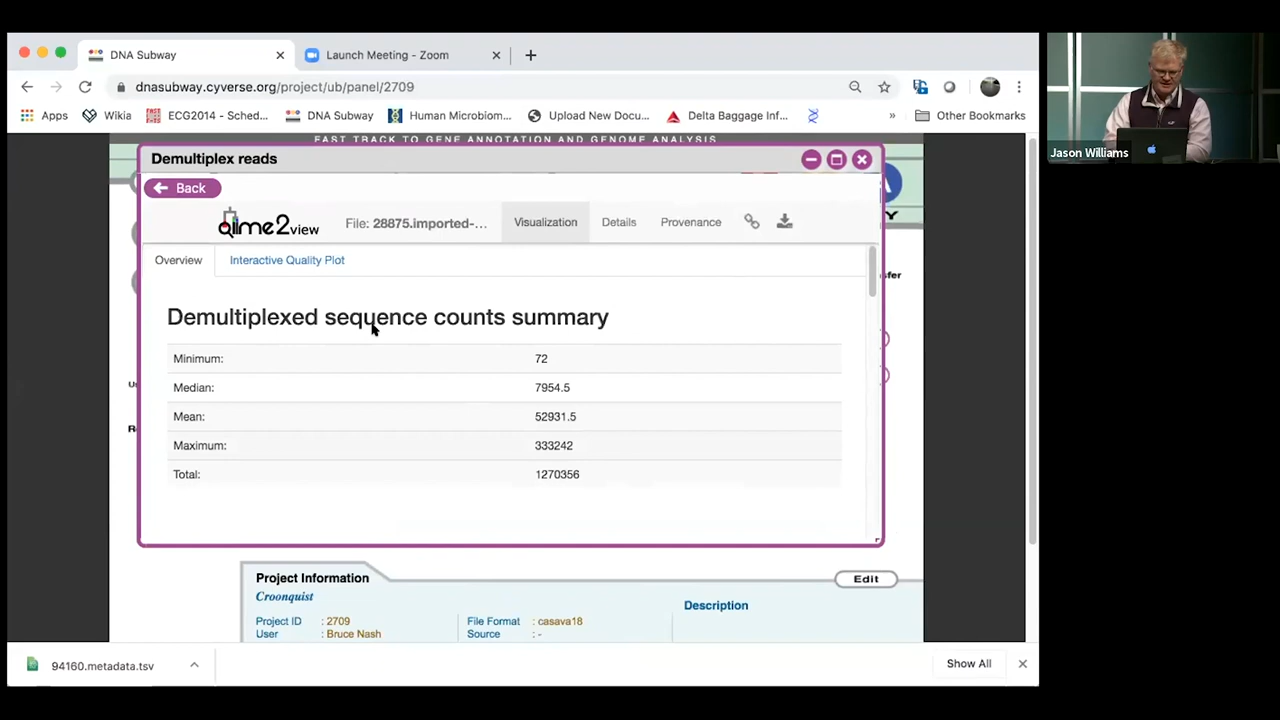 DNA Subway
Launch Meeting - Zoom
dnasubway.cyverse.org/project/ub/panel/2709
Apps
Wikia
ECG2014 - Sched...
DNA Subway
Human Microbiom...
Upload New Docu...
Delta Baggage Inf...
»
Other Bookmarks
FAST TRACK TO GENE ANNOTATION AND GENOME ANALYSIS
Demultiplex reads
Back
qiime2view
File: 28875.imported-...
Visualization
Details
Provenance
Overview
Interactive Quality Plot
Demultiplexed sequence counts summary
Minimum: 72
Median: 7954.5
Mean: 52931.5
Maximum: 333242
Total: 1270356
Project Information
Edit
Croonquist
Description
Project ID : 2709
File Format : casava18
User : Bruce Nash
Source : -
94160.metadata.tsv
Show All
Jason Williams